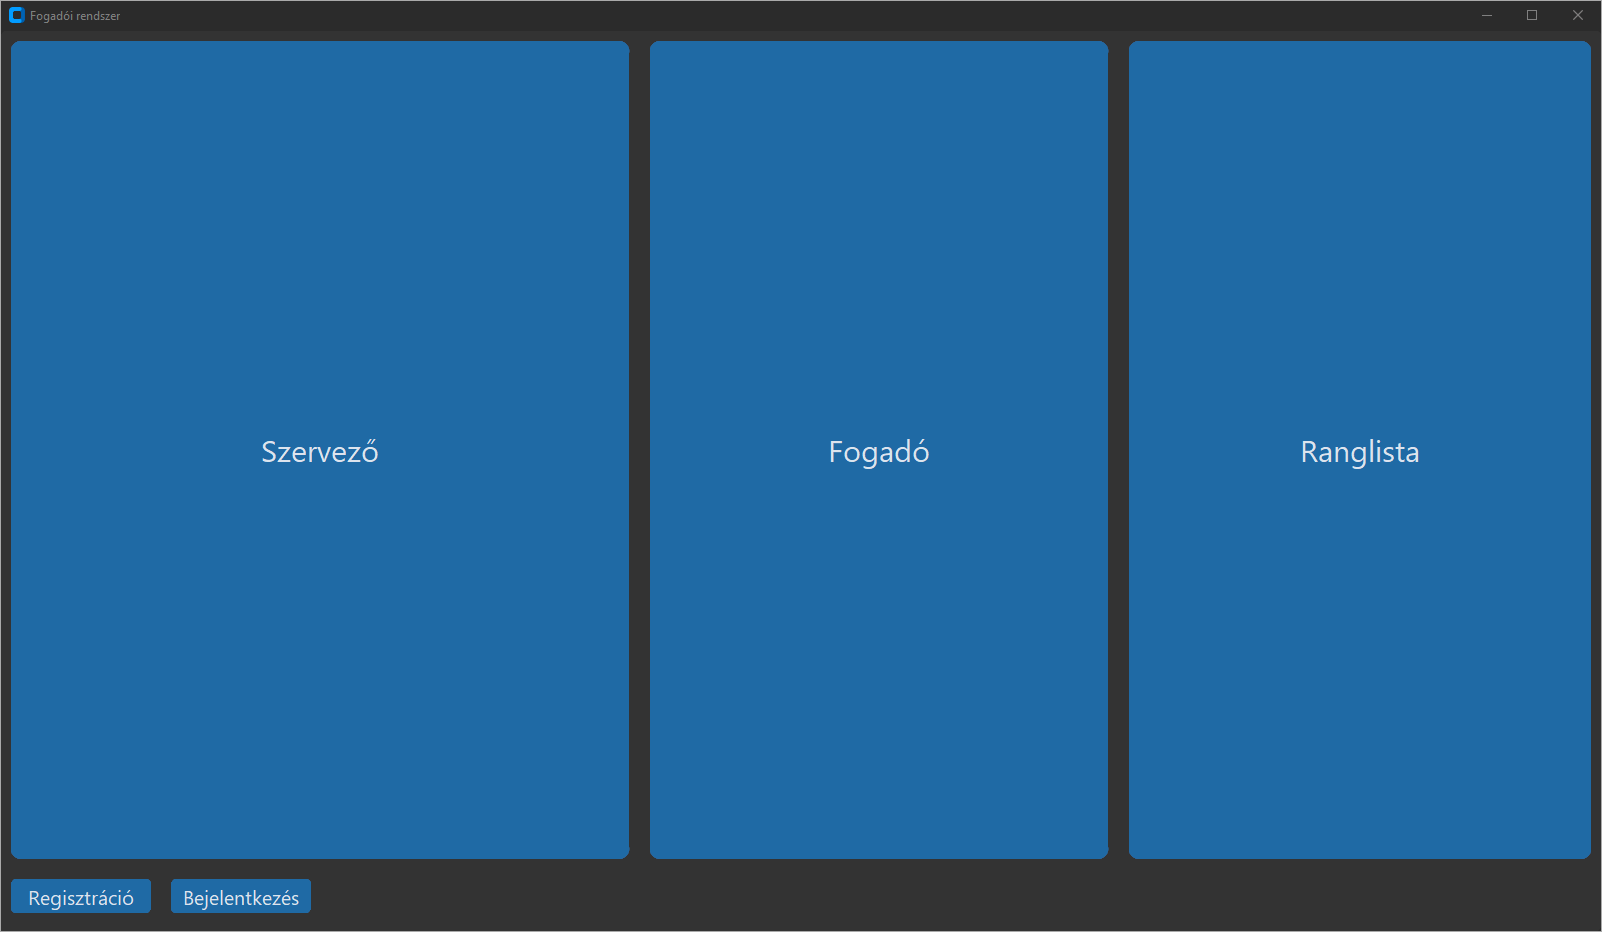 Fogadói rendszer
Szervező
Fogadó
Ranglista
Regisztráció
Bejelentkezés